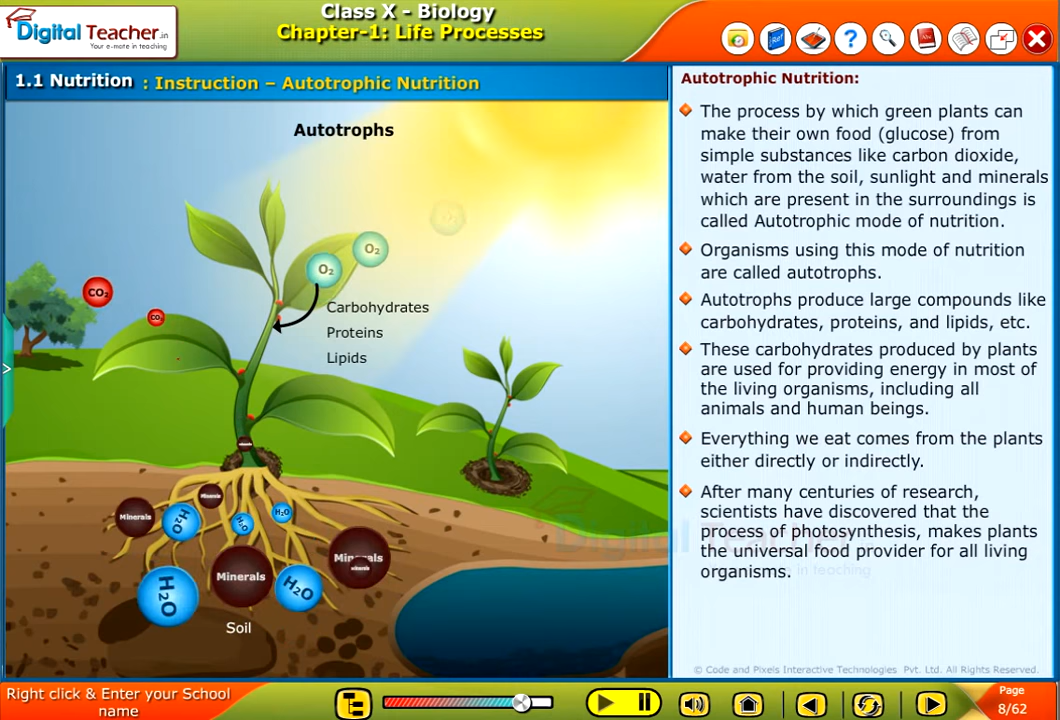 Digital Teacher.in
Your e-mate in teaching
Class X - Biology
Chapter-1: Life Processes
Ref
?
Abc
1.1 Nutrition : Instruction – Autotrophic Nutrition
Autotrophs
O₂
O₂
CO₂
CO₂
Carbohydrates
Proteins
Lipids
Minerals
Minerals
H₂O
H₂O
H₂O
Minerals
Minerals
H₂O
Minerals
H₂O
Soil
Autotrophic Nutrition:
The process by which green plants can
make their own food (glucose) from
simple substances like carbon dioxide,
water from the soil, sunlight and minerals
which are present in the surroundings is
called Autotrophic mode of nutrition.
Organisms using this mode of nutrition
are called autotrophs.
Autotrophs produce large compounds like
carbohydrates, proteins, and lipids, etc.
These carbohydrates produced by plants
are used for providing energy in most of
the living organisms, including all
animals and human beings.
Everything we eat comes from the plants
either directly or indirectly.
After many centuries of research,
scientists have discovered that the
process of photosynthesis, makes plants
the universal food provider for all living
organisms.
Digital Teacher
© Code and Pixels Interactive Technologies Pvt. Ltd. All Rights Reserved.
Right click & Enter your School
name
Page
8/62